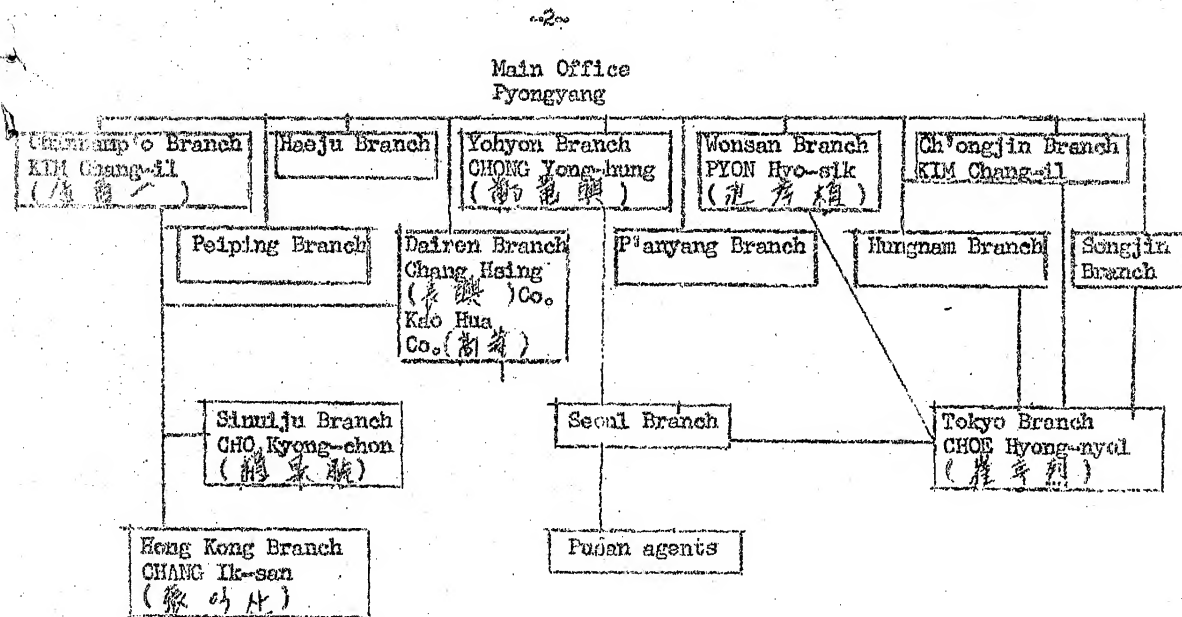 -2-
Main Office
Pyongyang
Branch
KIM Chang-il
Haeju Branch
Yohyon Branch
CHONG Yong-hung
Wonsan Branch
PYON Hyo-sik
Ch'ongjin Branch
KIM Chang-il
Peiping Branch
Dairen Branch
Chang Hsing
(長興)Co.
Kao Hua
Co.(
P'anyang Branch
Hungnam Branch
Songjin
Branch
Sinuiju Branch
CHO Kyong-chon
Seoul Branch
Tokyo Branch
CHOE Hyong-nyol
Hong Kong Branch
CHANG Ik-san
Pusan agents